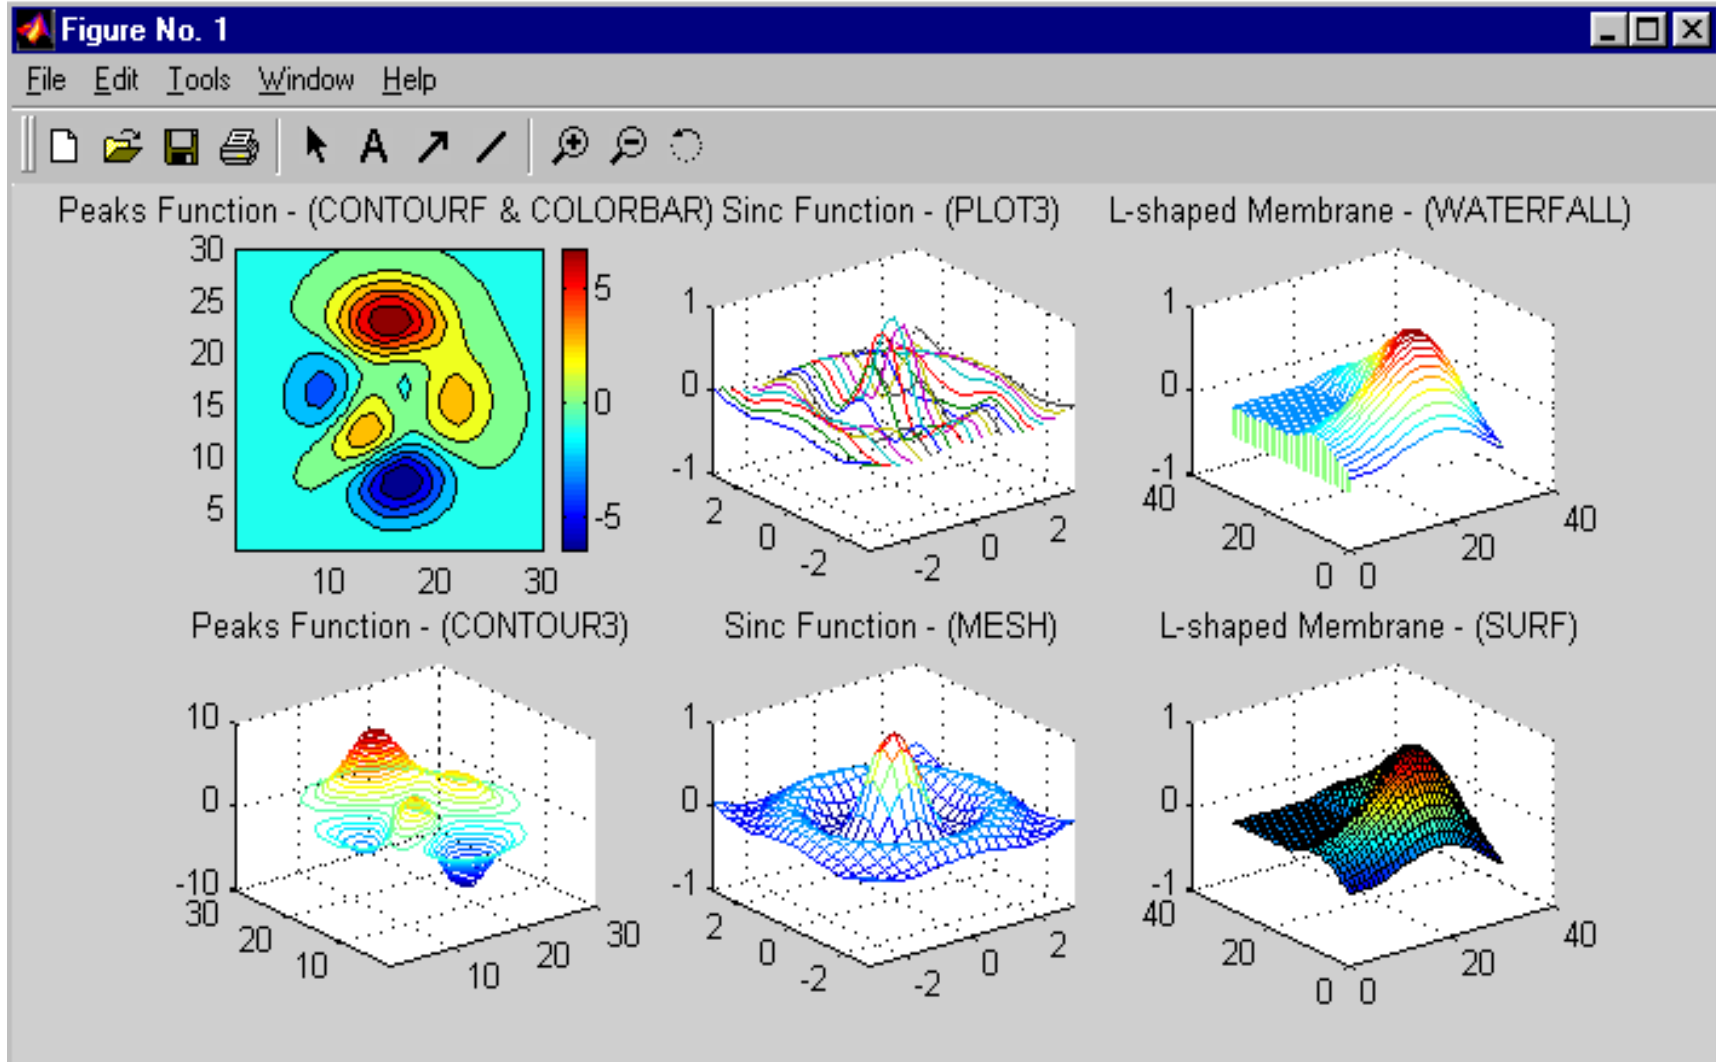 Figure No. 1
File Edit Tools Window Help
A
Peaks Function - (CONTOURF & COLORBAR) Sinc Function - (PLOT3) L-shaped Membrane - (WATERFALL)
30
25
20
15
10
5
10 20 30
5
0
-5
1
0
-1
2 0 -2 -2 0 2
1
0
-1
40 20 0 0 20 40
Peaks Function - (CONTOUR3) Sinc Function - (MESH) L-shaped Membrane - (SURF)
10
0
-10
30 20 10 10 20 30
1
0
-1
2 0 -2 -2 0 2
1
0
-1
40 20 0 0 20 40